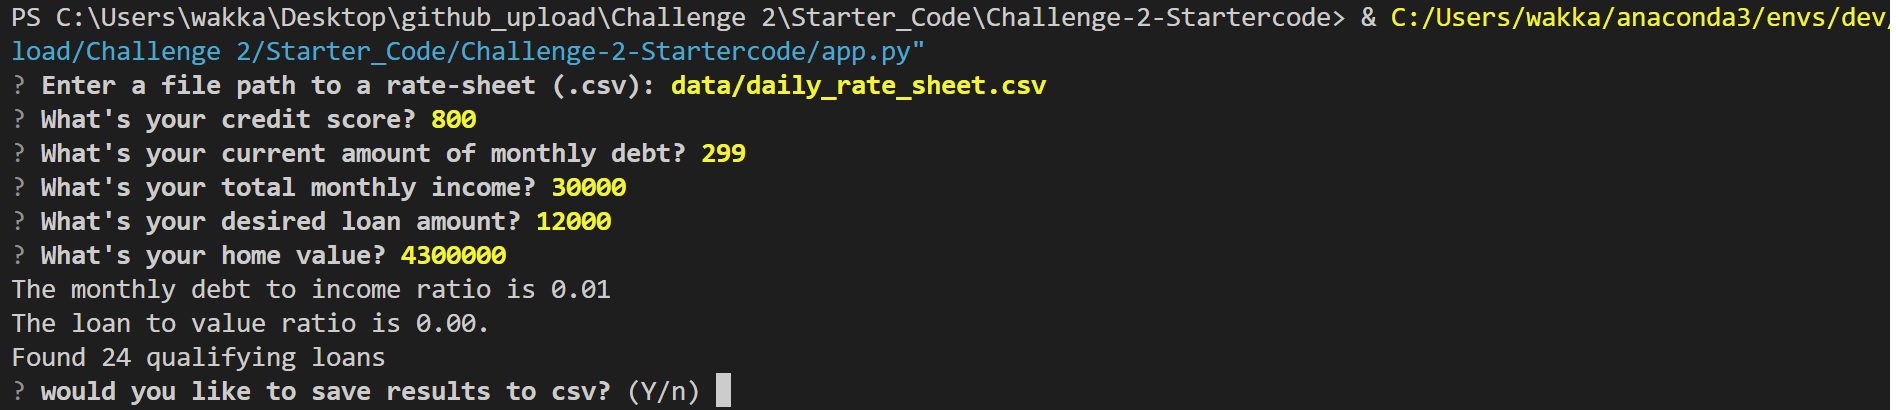 PS C:\Users\wakka\Desktop\github_upload\Challenge 2\Starter_Code\Challenge-2-Startercode> & C:/Users/wakka/anaconda3/envs/dev/
load/Challenge 2/Starter_Code/Challenge-2-Startercode/app.py"
? Enter a file path to a rate-sheet (.csv): data/daily_rate_sheet.csv
? What's your credit score? 800
? What's your current amount of monthly debt? 299
? What's your total monthly income? 30000
? What's your desired loan amount? 12000
? What's your home value? 4300000
The monthly debt to income ratio is 0.01
The loan to value ratio is 0.00.
Found 24 qualifying loans
? would you like to save results to csv? (Y/n)